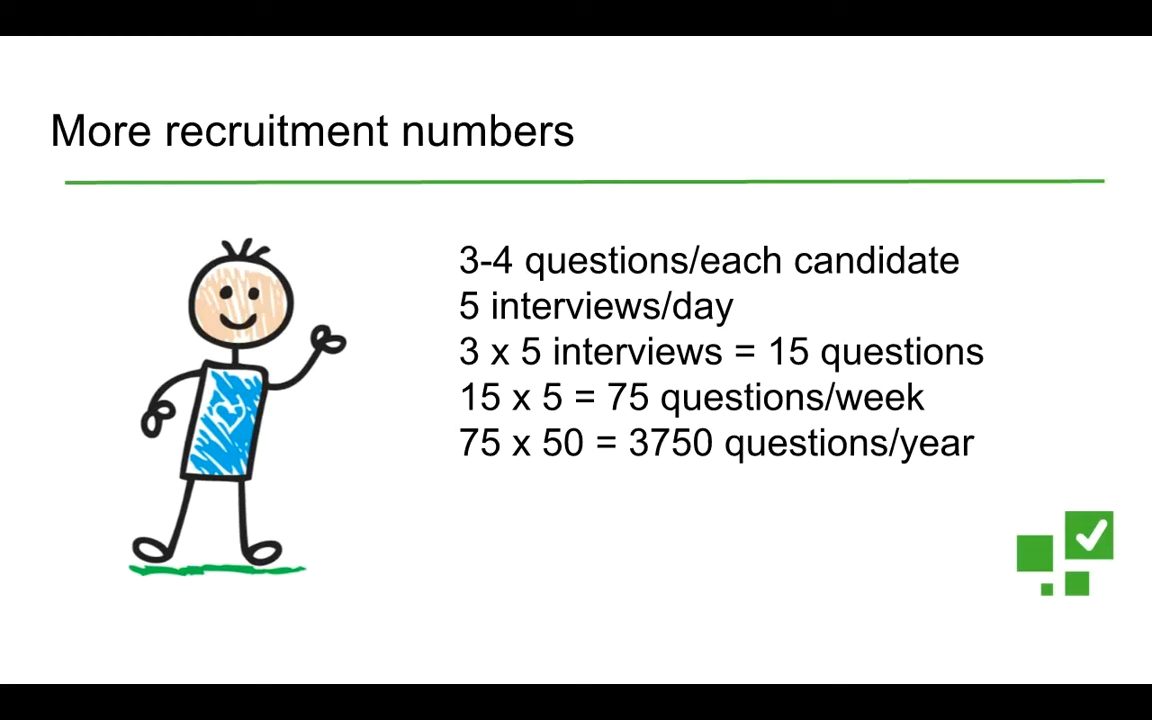 More recruitment numbers
3-4 questions/each candidate
5 interviews/day
3 x 5 interviews = 15 questions
15 x 5 = 75 questions/week
75 x 50 = 3750 questions/year